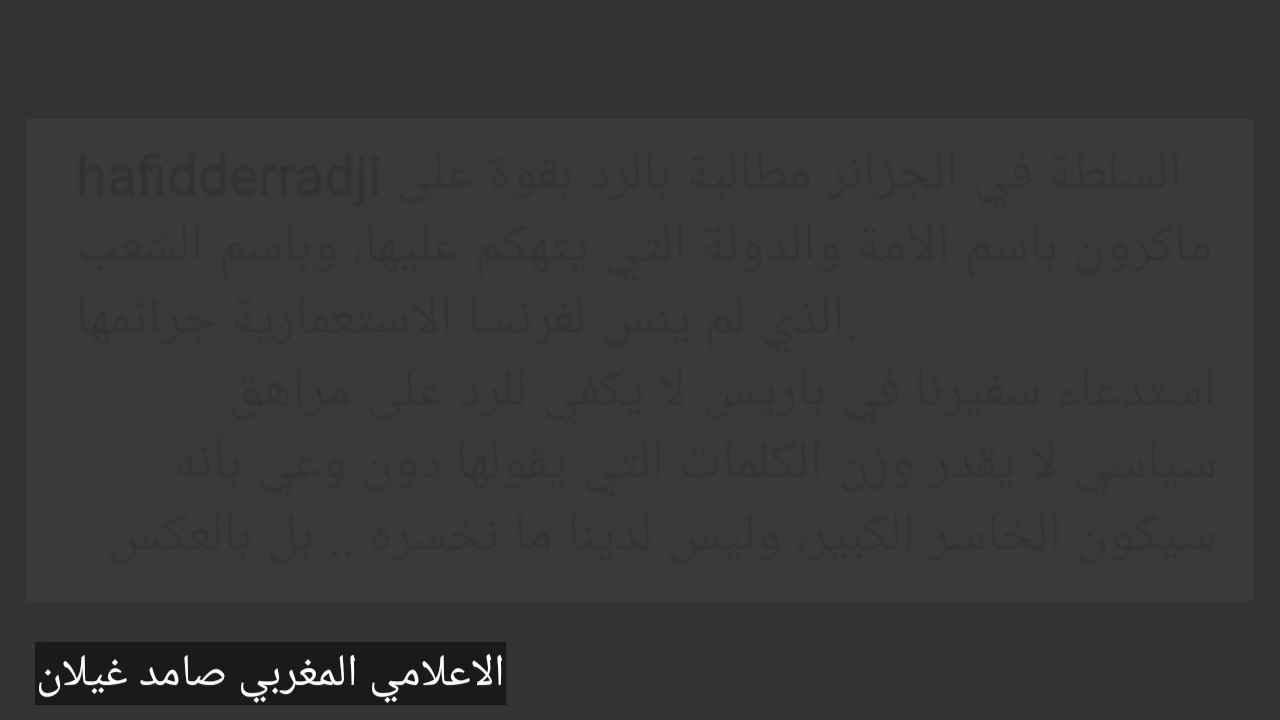 hafidderradji السلطة في الجزائر مطالبة بالرد بقوة على
ماكرون باسم الأمة والدولة التي يتهكم عليها، وباسم الشعب
الذي لم ينس لفرنسا الاستعمارية جرائمها.
استدعاء سفيرنا في باريس لا يكفي للرد على مراهق
سياسي لا يقدر وزن الكلمات التي يقولها دون وعي بأنه
سيكون الخاسر الكبير، وليس لدينا ما نخسره .. بل بالعكس
الاعلامي المغربي صامد غيلان